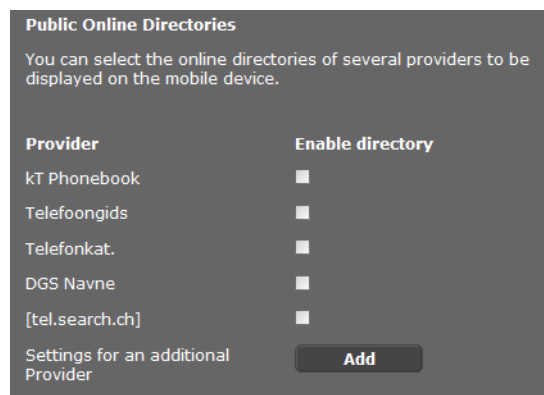 Public Online Directories
You can select the online directories of several providers to be
displayed on the mobile device.
Provider Enable directory
kT Phonebook
Telefoongids
Telefonkat.
DGS Navne
[tel.search.ch]
Settings for an additional Add
Provider